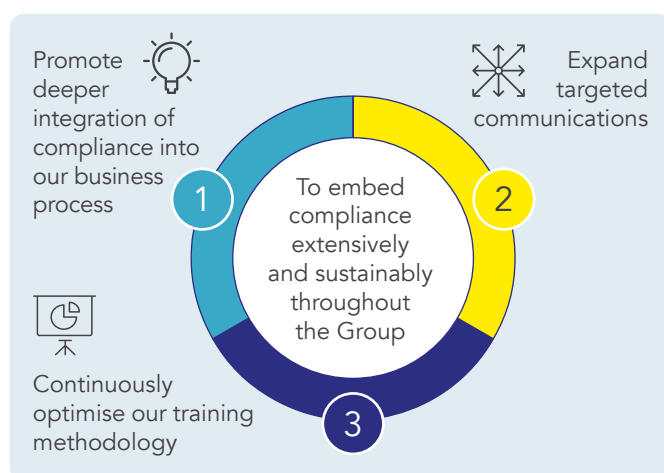 Promote
deeper
integration of
compliance into
our business
process
1
Expand
targeted
communications
2
To embed
compliance
extensively
and sustainably
throughout
the Group
Continuously
optimise our training
methodology
3